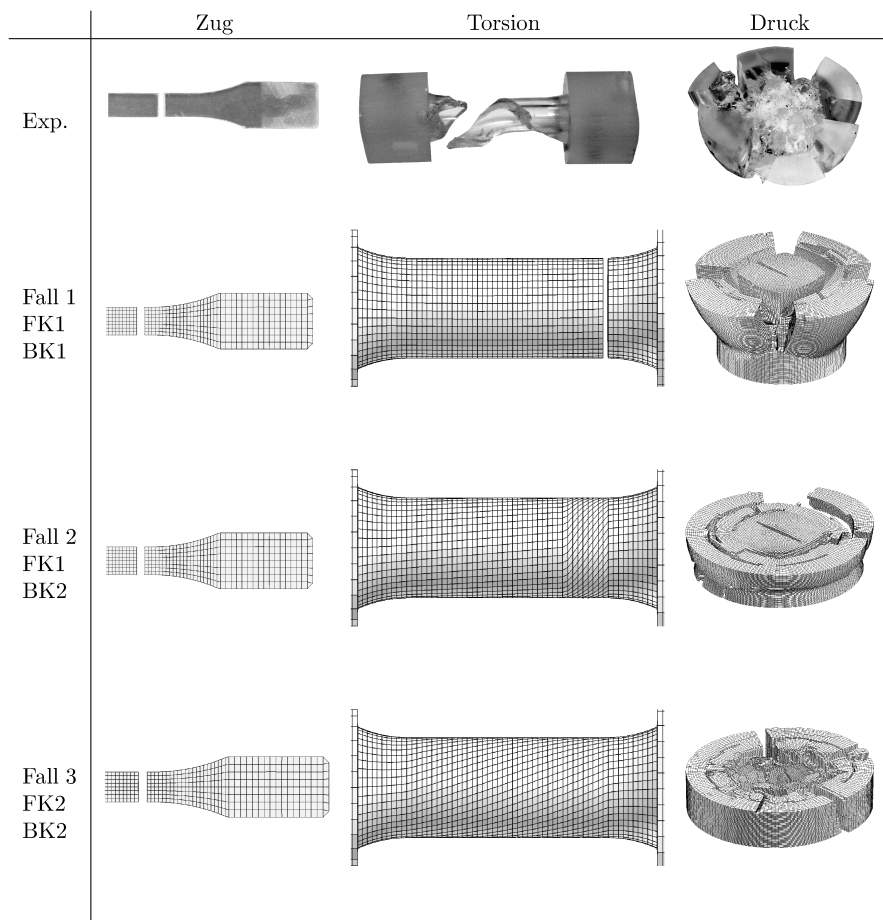 Zug Torsion Druck
Exp.
Fall 1
FK1
BK1
Fall 2
FK1
BK2
Fall 3
FK2
BK2